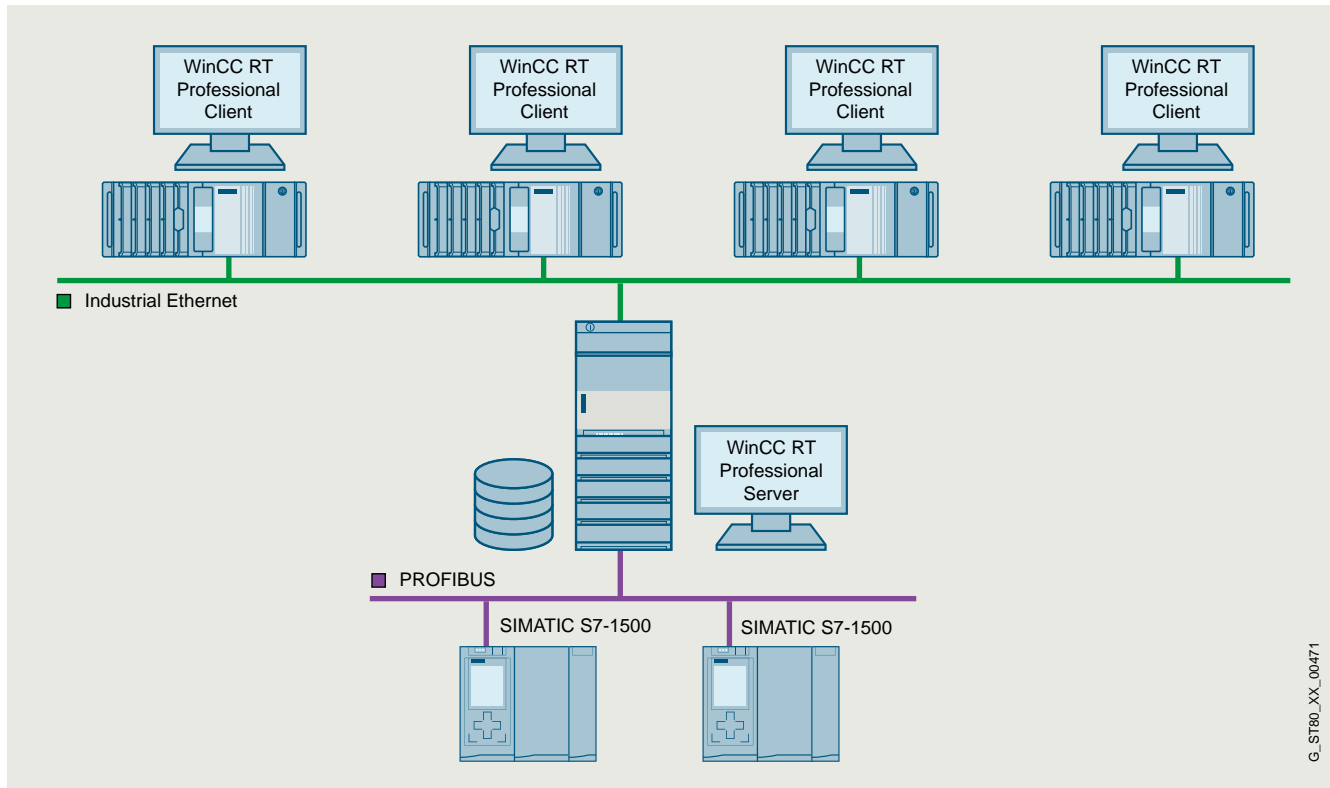 WinCC RT
Professional
Client
WinCC RT
Professional
Client
WinCC RT
Professional
Client
WinCC RT
Professional
Client
Industrial Ethernet
WinCC RT
Professional
Server
PROFIBUS
SIMATIC S7-1500
SIMATIC S7-1500
G_ST80_XX_00471